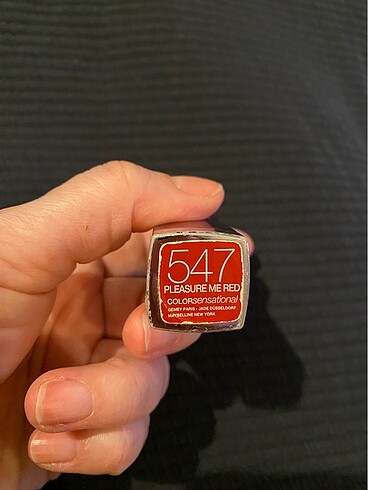 547
PLEASURE ME RED
COLORsensational
GEMEY PARIS - JADE DÜSSELDORF
MAYBELLINE NEW YORK